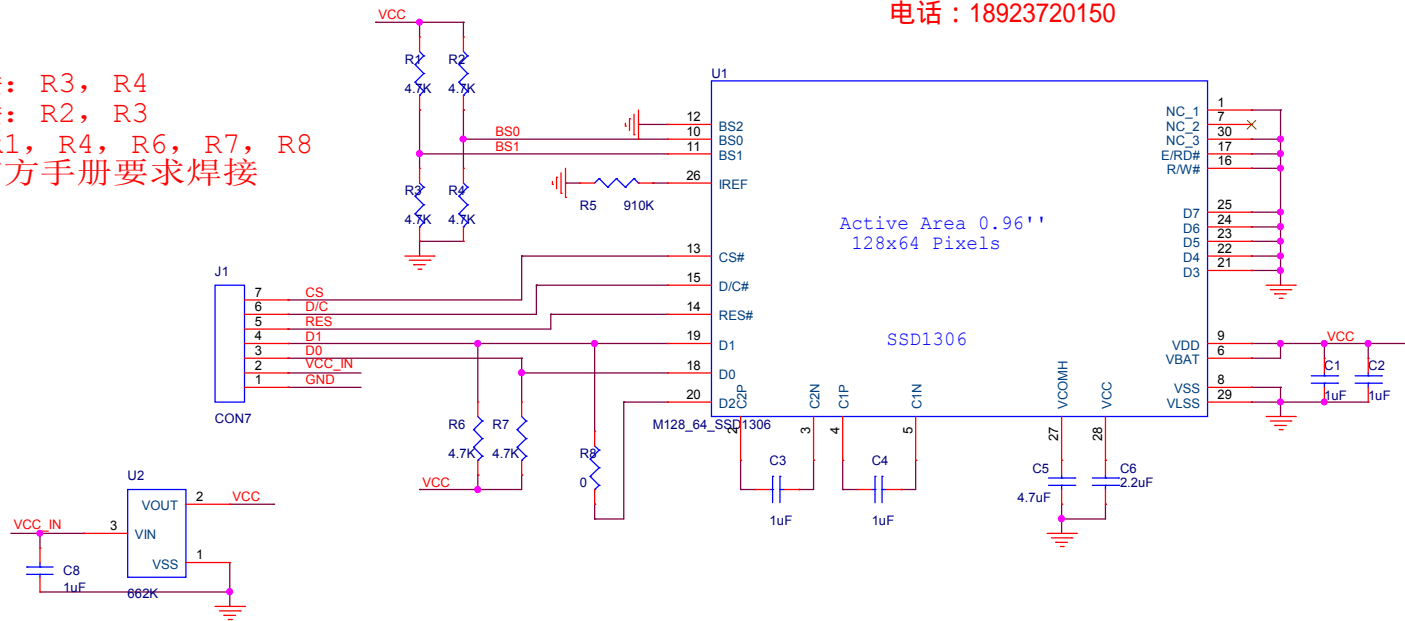 电话：18923720150
: R3, R4
: R2, R3
R1, R4, R6, R7, R8
方手册要求焊接
VCC
R1
4.7K
R2
4.7K
R3
4.7K
R4
4.7K
BS0
BS1
R5
910K
U1
12
BS2
10
BS0
11
BS1
26
IREF
13
CS#
15
D/C#
14
RES#
19
D1
18
D0
20
D2
M128_64_SSD1306
Active Area 0.96''
128x64 Pixels
SSD1306
NC_1
1
NC_2
7
NC_3
30
E/RD#
17
R/W#
16
D7
25
D6
24
D5
23
D4
22
D3
21
VDD
9
VBAT
6
VSS
8
VLSS
29
VCC
C1
1uF
C2
1uF
C2P
2
C2N
3
C1P
4
C1N
5
VCOMH
27
VCC
28
C3
1uF
C4
1uF
C5
4.7uF
C6
2.2uF
J1
7
CS
6
D/C
5
RES
4
D1
3
D0
2
VCC_IN
1
GND
CON7
R6
4.7K
R7
4.7K
R8
0
VCC
U2
VOUT
2
VCC
VCC_IN
3
VIN
VSS
1
C8
1uF
662K